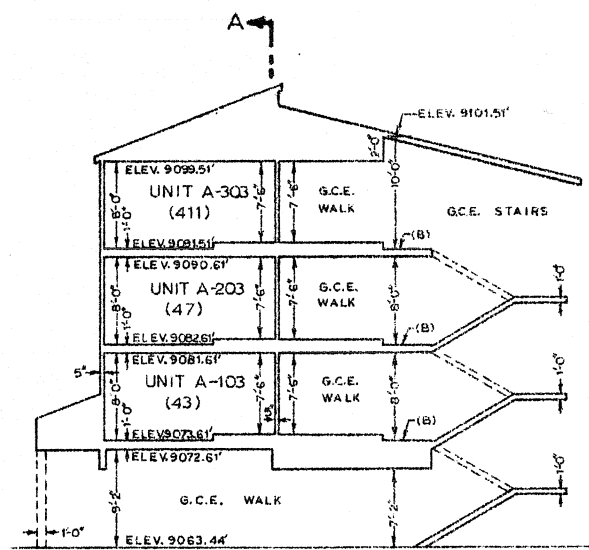 A
ELEV. 9101.51'
2'-0"
ELEV. 9099.51'
8'-0"
1'-0"
UNIT A-303
(411)
7'-6"
7'-6"
G.C.E.
WALK
10'-0"
G.C.E. STAIRS
ELEV. 9091.51'
(B)
ELEV. 9090.61'
8'-0"
1'-0"
UNIT A-203
(47)
7'-6"
7'-6"
G.C.E.
WALK
8'-0"
1'-0"
ELEV. 9082.61'
(B)
ELEV. 9081.61'
5"
8'-0"
1'-0"
UNIT A-103
(43)
7'-6"
7'-6"
G.C.E.
WALK
8'-0"
1'-0"
ELEV. 9073.61'
(B)
ELEV. 9072.61'
9'-2"
G.C.E. WALK
7'-2"
1'-0"
1'-0"
ELEV. 9063.44'